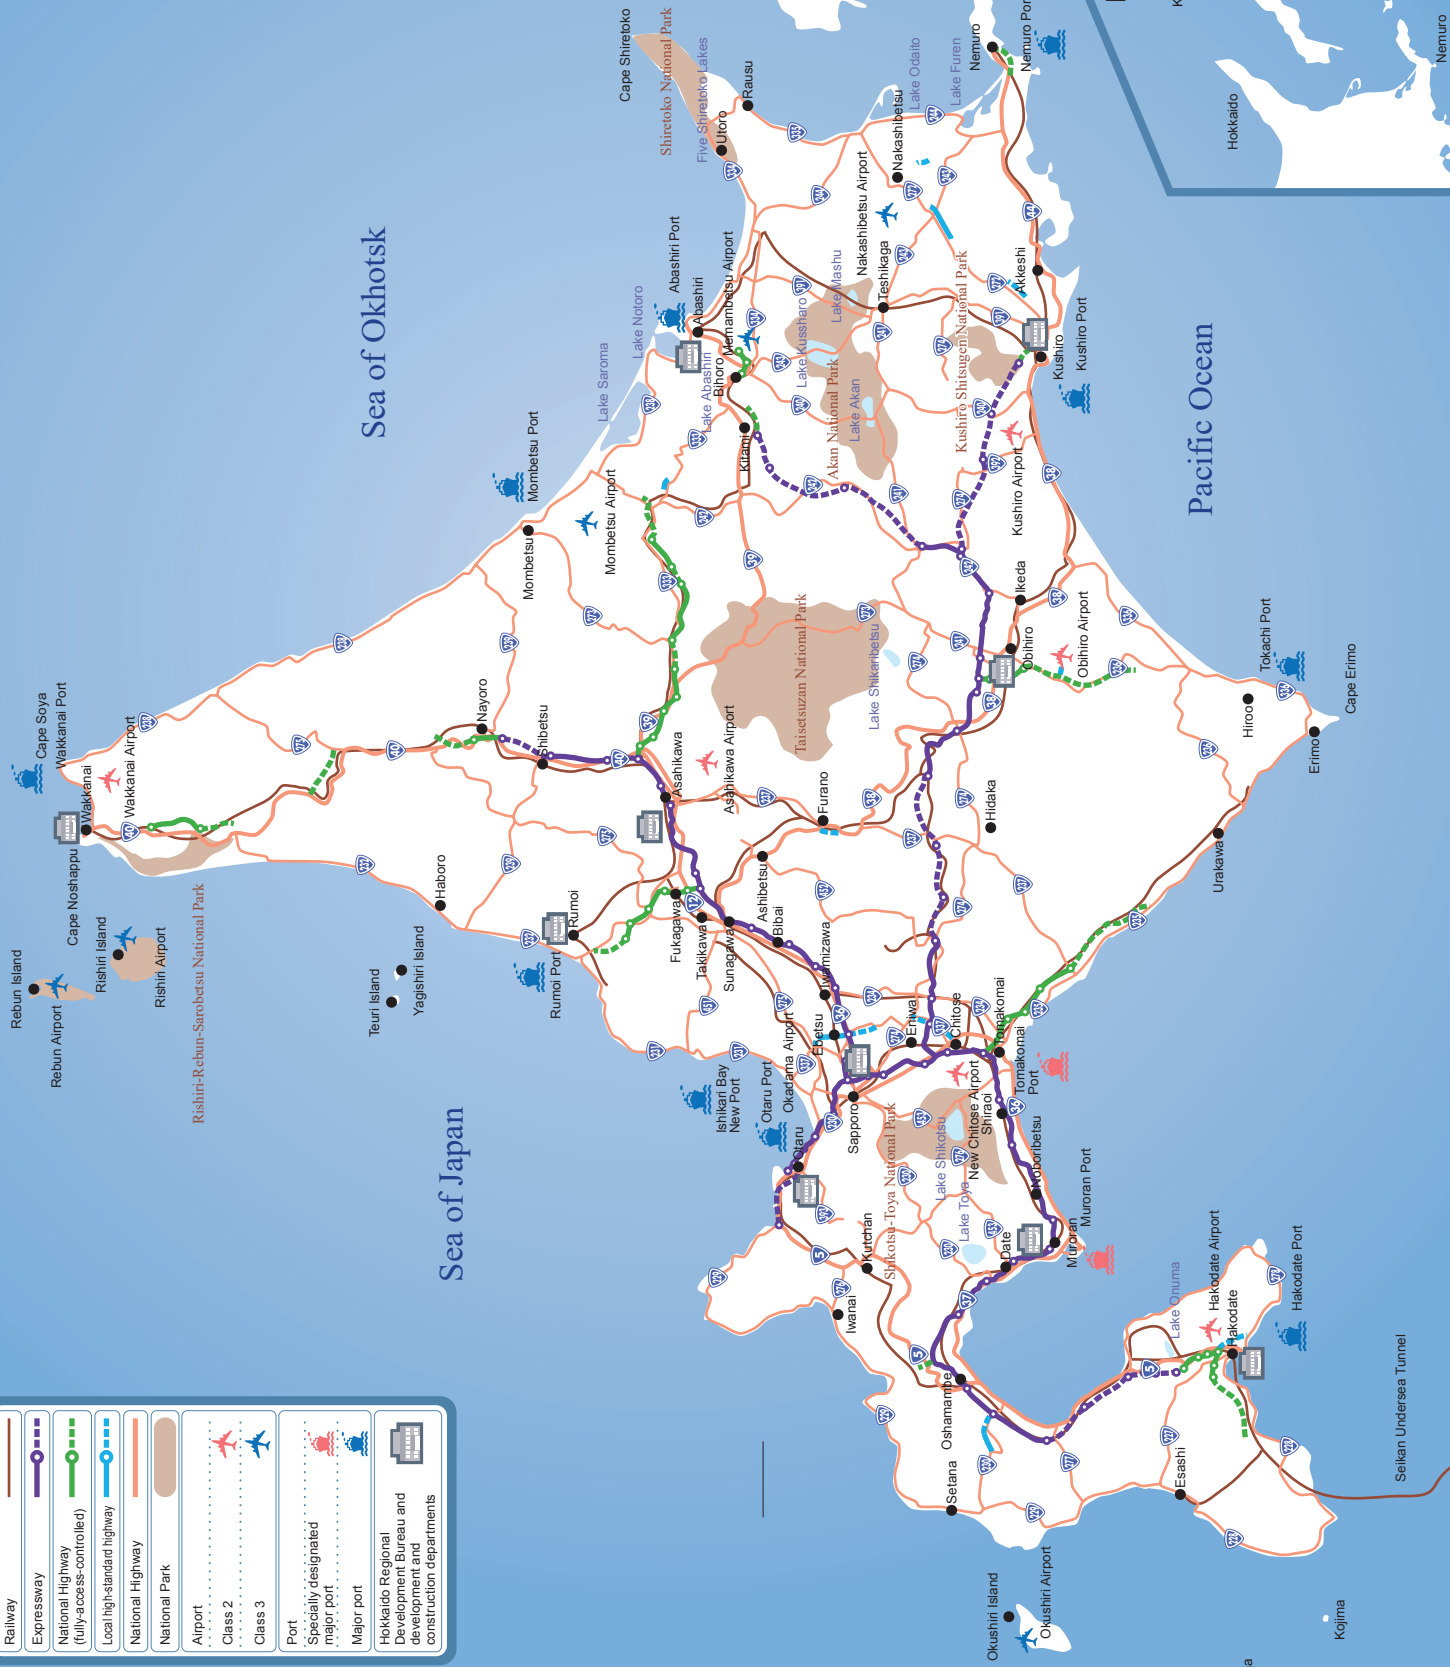 Railway
Expressway
National Highway
(fully-access-controlled)
Local high-standard highway
National Highway
National Park
Airport
Class 2
Class 3
Port
Specially designated
major port
Major port
Hokkaido Regional
Development Bureau and
development and
construction departments
Sea of Okhotsk
Sea of Japan
Pacific Ocean
Rebun Island
Rebun Airport
Rishiri Island
Rishiri Airport
Rishiri-Rebun-Sarobetsu National Park
Cape Noshappu
Wakkanai
Cape Soya
Wakkanai Port
Wakkanai Airport
Teuri Island
Yagishiri Island
Haboro
Nayoro
Shibetsu
Rumoi
Rumoi Port
Mombetsu
Mombetsu Port
Mombetsu Airport
Lake Saroma
Lake Notoro
Abashiri Port
Abashiri
Memambetsu Airport
Lake Abashiri
Bihoro
Kitami
Cape Shiretoko
Shiretoko National Park
Five Shiretoko Lakes
Utoro
Rausu
Lake Odaito
Lake Furen
Nakashibetsu
Nakashibetsu Airport
Nemuro
Nemuro Por
Lake Mashu
Teshikaga
Lake Kussharo
Akan National Park
Lake Akan
Kushiro Shitsugen National Park
Akkeshi
Kushiro
Kushiro Port
Kushiro Airport
Asahikawa
Asahikawa Airport
Taisetsuzan National Park
Lake Shikaribetsu
Furano
Fukagawa
Takikawa
Sunagawa
Ashibetsu
Bibai
Iwamizawa
Ebetsu
Okadama Airport
Ishikari Bay
New Port
Otaru Port
Otaru
Sapporo
Eniwa
Chitose
Tomakomai
Tomakomai
Port
New Chitose Airport
Shiraoi
Lake Shikotsu
Shikotsu-Toya National Park
Lake Toya
Noboribetsu
Muroran
Muroran Port
Date
Kutchan
Iwanai
Oshamambe
Setana
Esashi
Lake Onuma
Hakodate Airport
Hakodate
Hakodate Port
Seikan Undersea Tunnel
Okushiri Island
Okushiri Airport
Kojima
Ikeda
Obihiro
Obihiro Airport
Hidaka
Urakawa
Hiroo
Tokachi Port
Cape Erimo
Erimo
Hokkaido
Nemuro